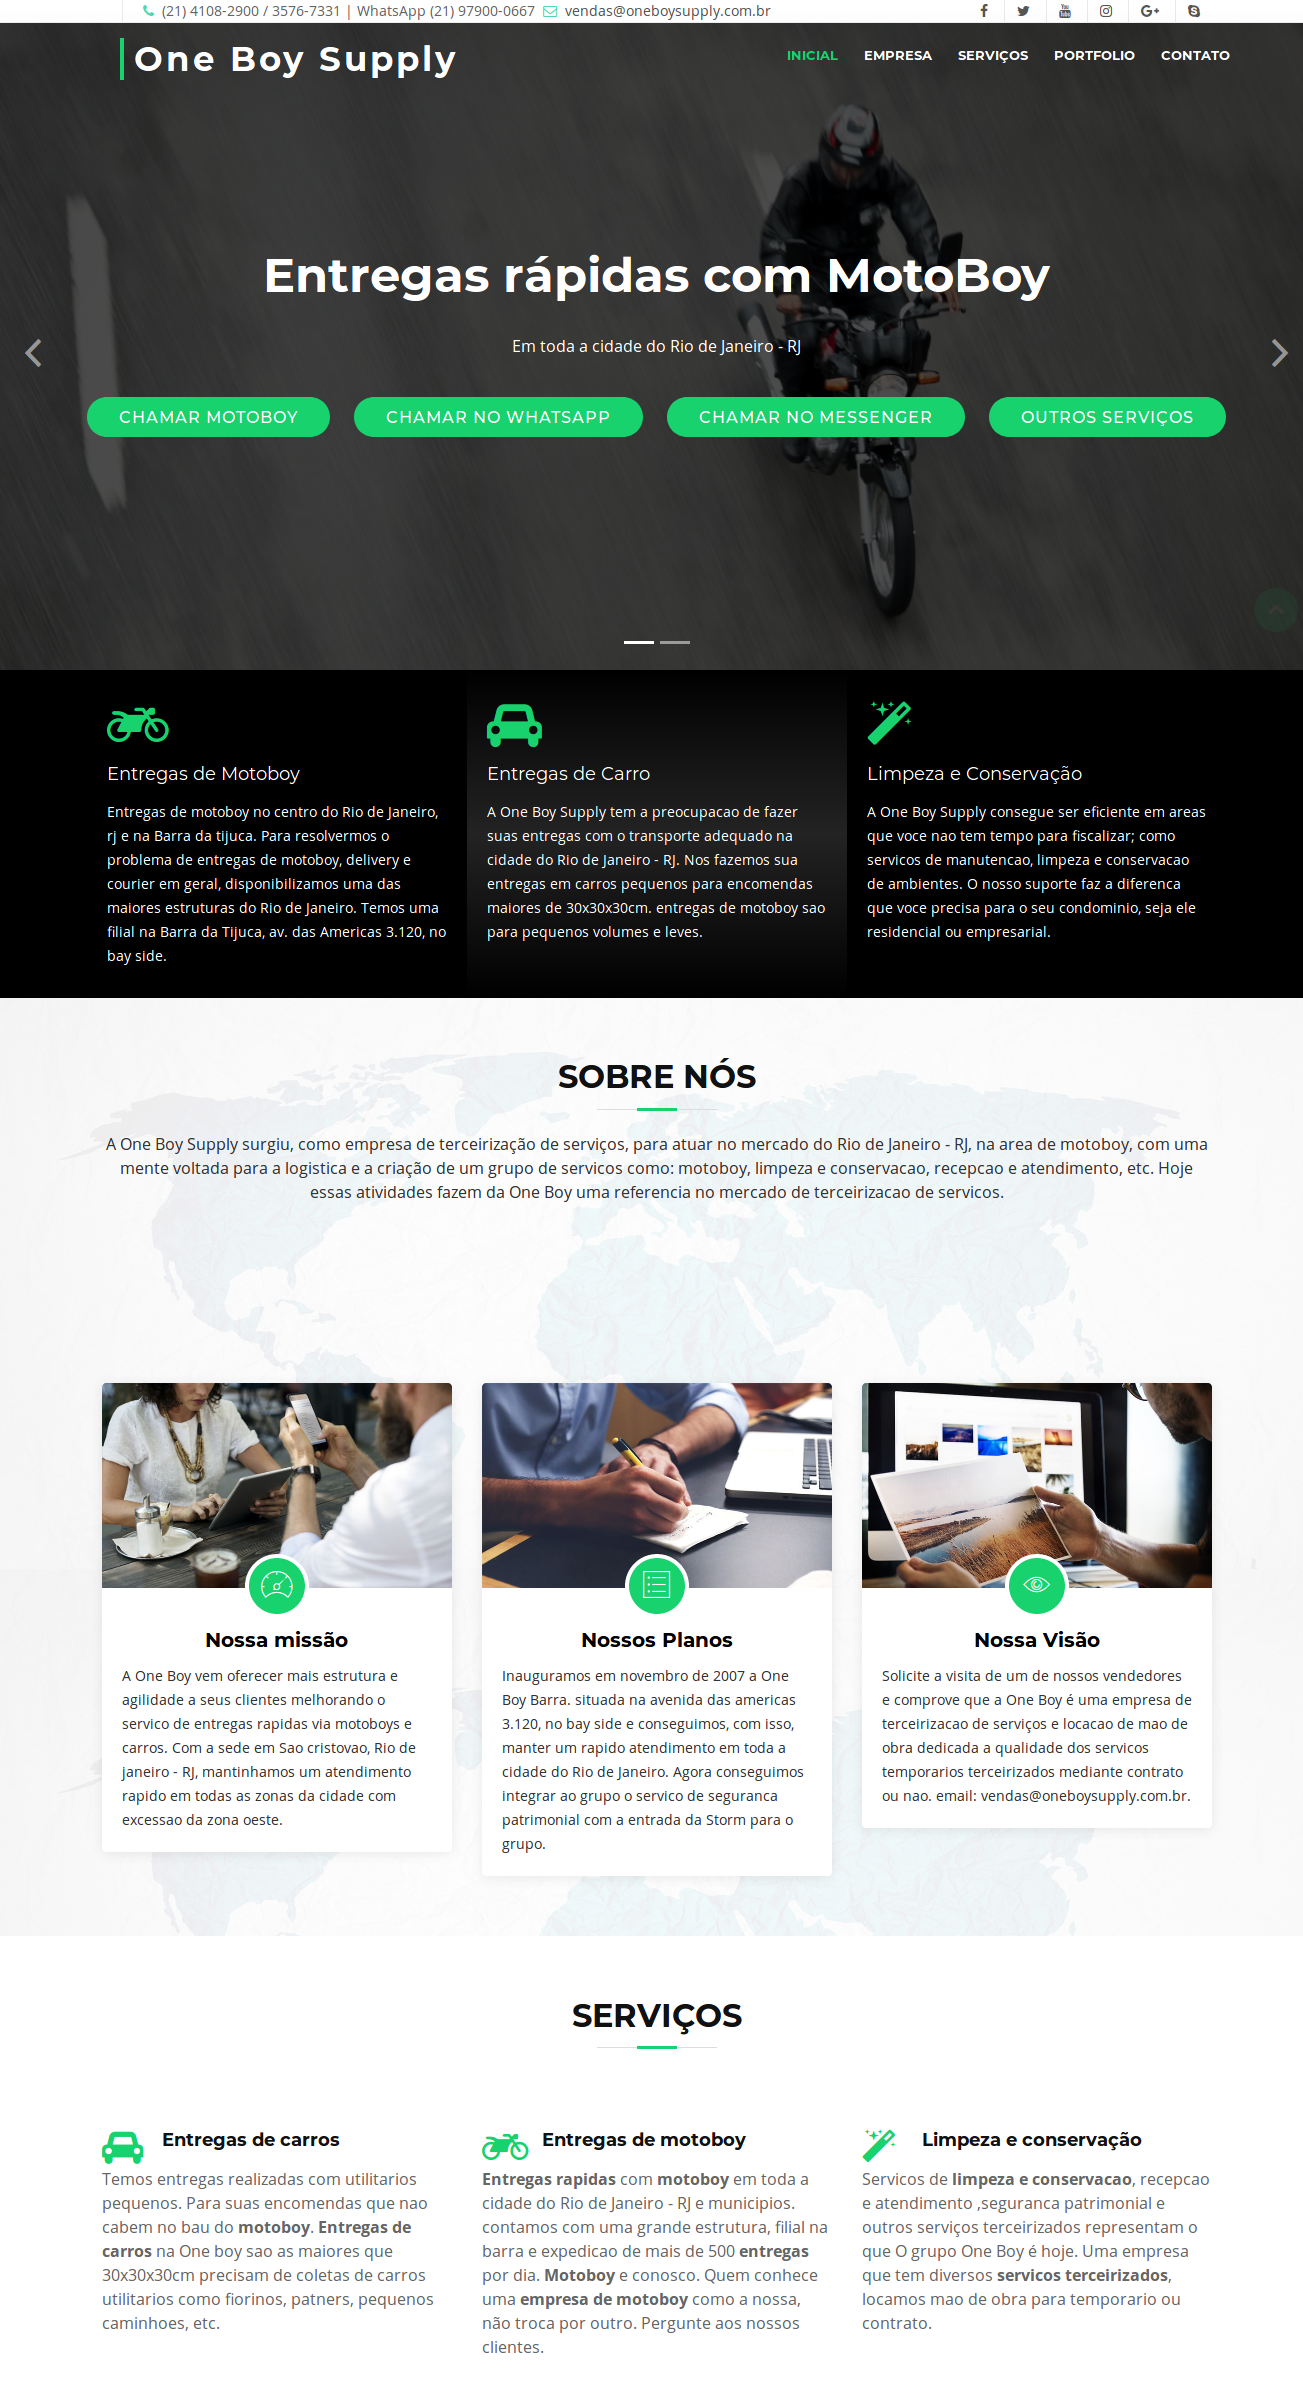 (21) 4108-2900 / 3576-7331 | WhatsApp (21) 97900-0667 vendas@oneboysupply.com.br
One Boy Supply
INICIAL EMPRESA SERVIÇOS PORTFOLIO CONTATO
Entregas rápidas com MotoBoy
Em toda a cidade do Rio de Janeiro - RJ
CHAMAR MOTOBOY CHAMAR NO WHATSAPP CHAMAR NO MESSENGER OUTROS SERVIÇOS
Entregas de Motoboy
Entregas de motoboy no centro do Rio de Janeiro,
rj e na Barra da tijuca. Para resolvermos o
problema de entregas de motoboy, delivery e
courier em geral, disponibilizamos uma das
maiores estruturas do Rio de Janeiro. Temos uma
filial na Barra da Tijuca, av. das Americas 3.120, no
bay side.
Entregas de Carro
A One Boy Supply tem a preocupacao de fazer
suas entregas com o transporte adequado na
cidade do Rio de Janeiro - RJ. Nos fazemos sua
entregas em carros pequenos para encomendas
maiores de 30x30x30cm. entregas de motoboy sao
para pequenos volumes e leves.
Limpeza e Conservação
A One Boy Supply consegue ser eficiente em areas
que voce nao tem tempo para fiscalizar; como
servicos de manutencao, limpeza e conservacao
de ambientes. O nosso suporte faz a diferenca
que voce precisa para o seu condominio, seja ele
residencial ou empresarial.
SOBRE NÓS
A One Boy Supply surgiu, como empresa de terceirização de serviços, para atuar no mercado do Rio de Janeiro - RJ, na area de motoboy, com uma
mente voltada para a logistica e a criação de um grupo de servicos como: motoboy, limpeza e conservacao, recepcao e atendimento, etc. Hoje
essas atividades fazem da One Boy uma referencia no mercado de terceirizacao de servicos.
Nossa missão
A One Boy vem oferecer mais estrutura e
agilidade a seus clientes melhorando o
servico de entregas rapidas via motoboys e
carros. Com a sede em Sao cristovao, Rio de
janeiro - RJ, mantinhamos um atendimento
rapido em todas as zonas da cidade com
excessao da zona oeste.
Nossos Planos
Inauguramos em novembro de 2007 a One
Boy Barra. situada na avenida das americas
3.120, no bay side e conseguimos, com isso,
manter um rapido atendimento em toda a
cidade do Rio de Janeiro. Agora conseguimos
integrar ao grupo o servico de seguranca
patrimonial com a entrada da Storm para o
grupo.
Nossa Visão
Solicite a visita de um de nossos vendedores
e comprove que a One Boy é uma empresa de
terceirizacao de serviços e locacao de mao de
obra dedicada a qualidade dos servicos
temporarios terceirizados mediante contrato
ou nao. email: vendas@oneboysupply.com.br.
SERVIÇOS
Entregas de carros
Temos entregas realizadas com utilitarios
pequenos. Para suas encomendas que nao
cabem no bau do motoboy. Entregas de
carros na One boy sao as maiores que
30x30x30cm precisam de coletas de carros
utilitarios como fiorinos, patners, pequenos
caminhoes, etc.
Entregas de motoboy
Entregas rapidas com motoboy em toda a
cidade do Rio de Janeiro - RJ e municipios.
contamos com uma grande estrutura, filial na
barra e expedicao de mais de 500 entregas
por dia. Motoboy e conosco. Quem conhece
uma empresa de motoboy como a nossa,
não troca por outro. Pergunte aos nossos
clientes.
Limpeza e conservação
Servicos de limpeza e conservacao, recepcao
e atendimento ,seguranca patrimonial e
outros serviços terceirizados representam o
que O grupo One Boy é hoje. Uma empresa
que tem diversos servicos terceirizados,
locamos mao de obra para temporario ou
contrato.